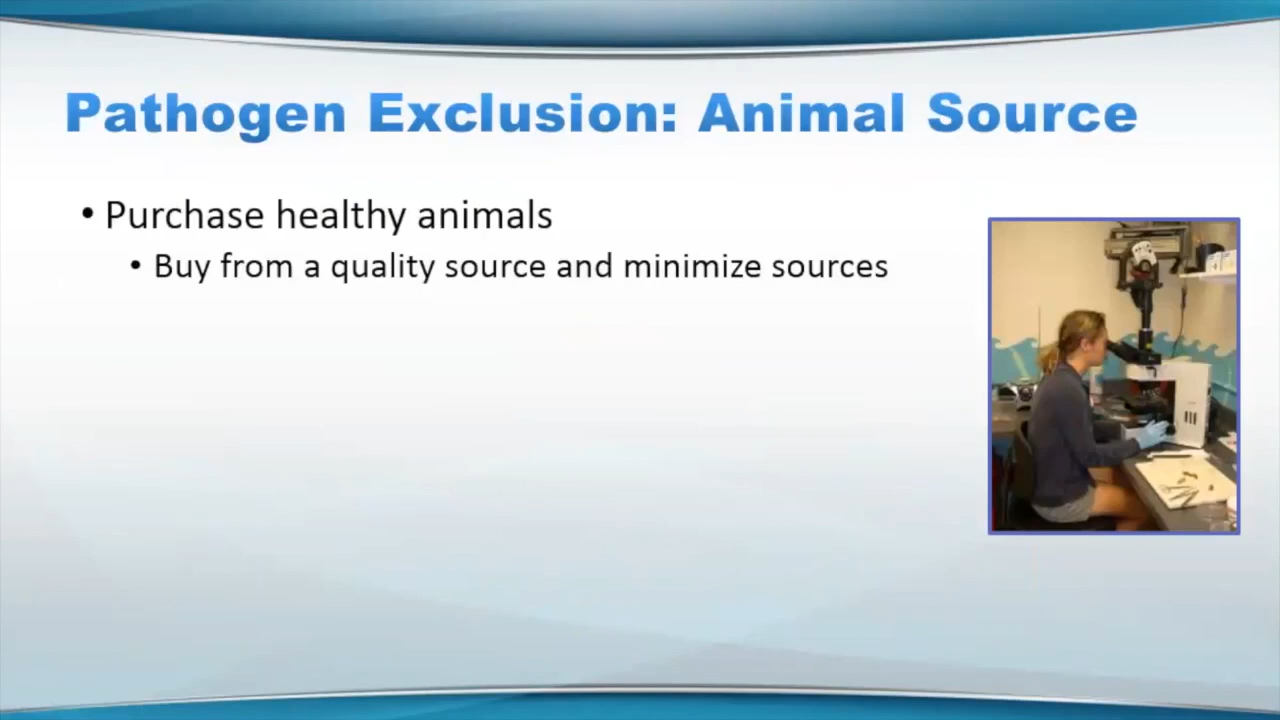 Pathogen Exclusion: Animal Source
• Purchase healthy animals
• Buy from a quality source and minimize sources